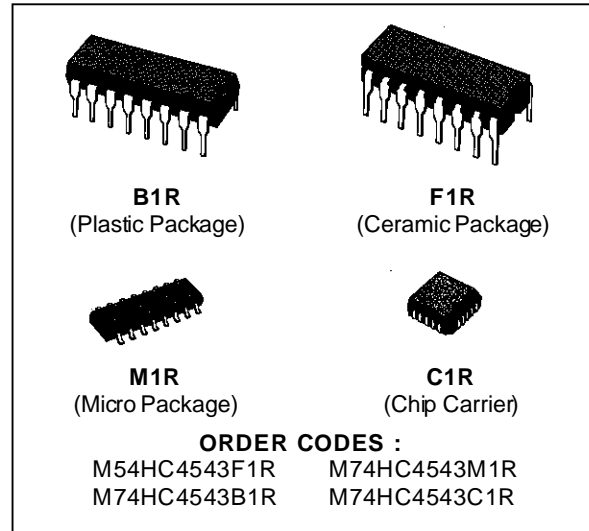 B1R
(Plastic Package)
F1R
(Ceramic Package)
M1R
(Micro Package)
C1R
(Chip Carrier)
ORDER CODES :
M54HC4543F1R M74HC4543M1R
M74HC4543B1R M74HC4543C1R